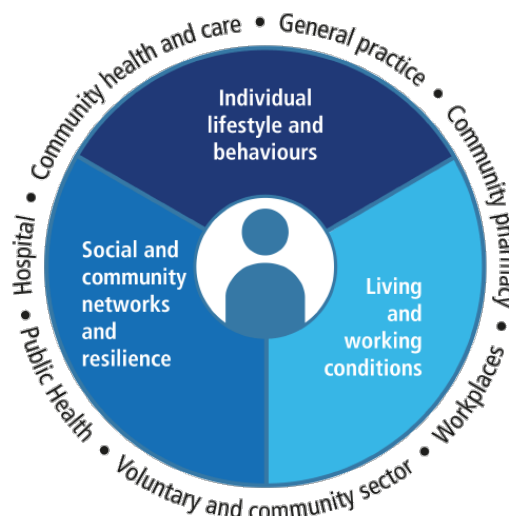 Community health and care • General practice • Community pharmacy • Workplaces • Voluntary and community sector • Public Health • Hospital •
Individual
lifestyle and
behaviours
Social and
community
networks
and
resilience
Living
and
working
conditions